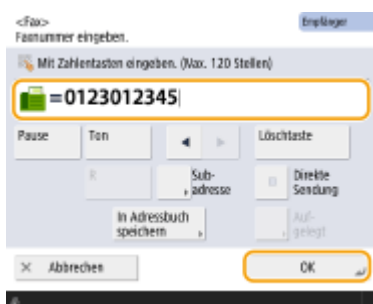 <Fax>
Faxnummer eingeben.
Empfänger
Mit Zahlentasten eingeben. (Max. 120 Stellen)
=0123012345
Pause Ton Löschtaste
R Sub-adresse Direkte Sendung
In Adressbuch speichern Auf-gelegt
× Abbrechen OK